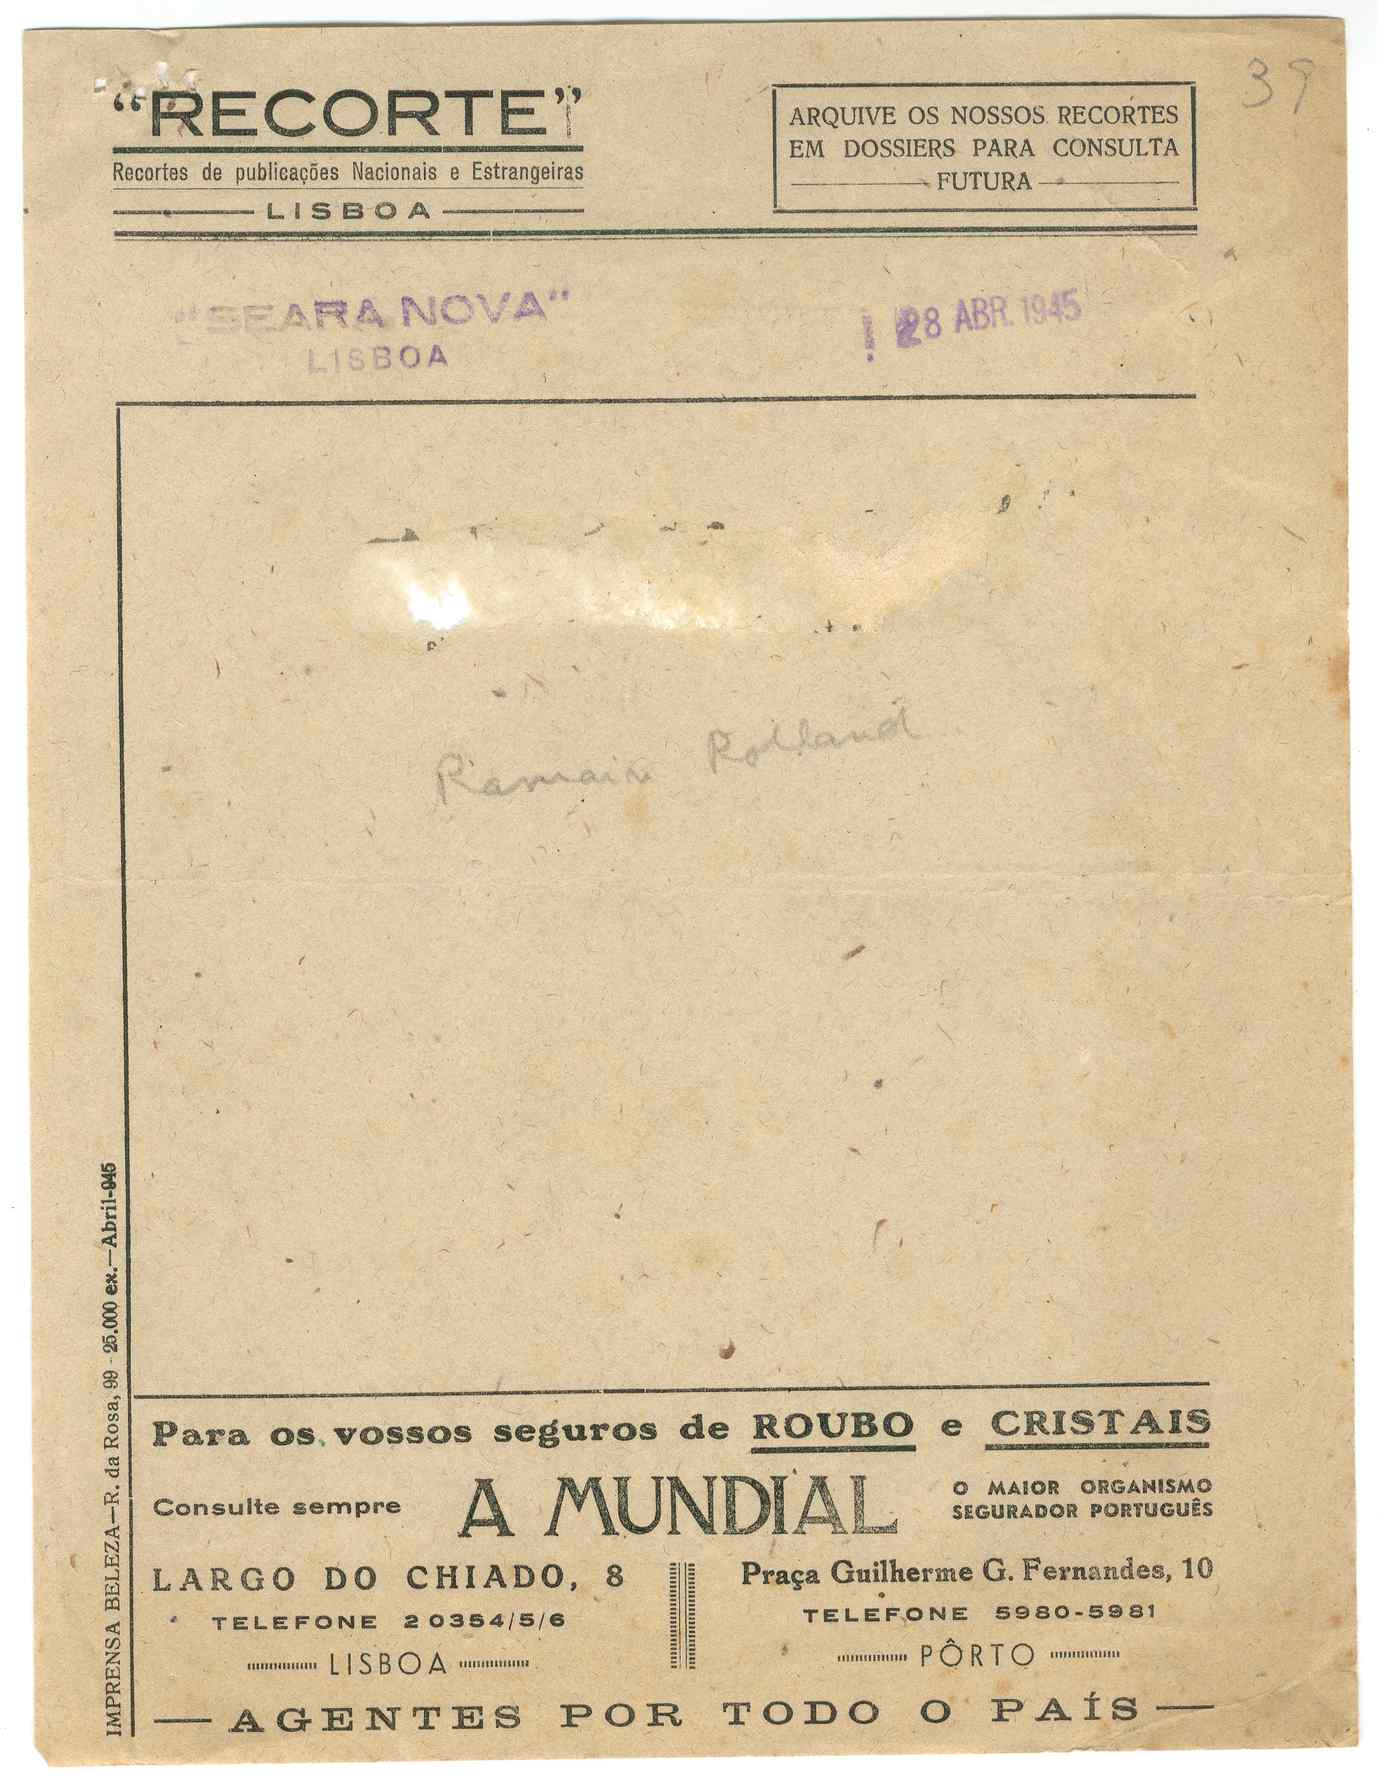 39
"RECORTE"
Recortes de publicações Nacionais e Estrangeiras
LISBOA
ARQUIVE OS NOSSOS RECORTES
EM DOSSIERS PARA CONSULTA
FUTURA
"SEARA NOVA"
LISBOA
28 ABR. 1945
Romain Rolland
IMPRENSA BELEZA—R. da Rosa, 99 - 25.000 ex.—Abril-945
Para os vossos seguros de ROUBO e CRISTAIS
Consulte sempre
A MUNDIAL
O MAIOR ORGANISMO
SEGURADOR PORTUGUÊS
LARGO DO CHIADO, 8
TELEFONE 20354/5/6
LISBOA
Praça Guilherme G. Fernandes, 10
TELEFONE 5980-5981
PÔRTO
— AGENTES POR TODO O PAÍS —